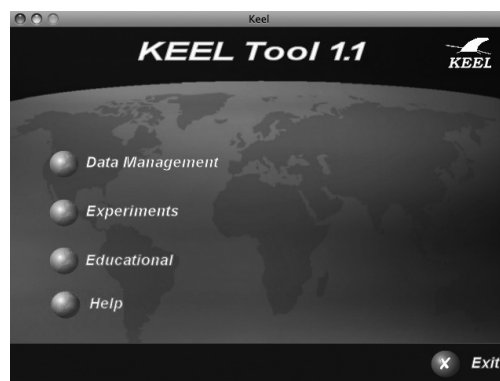 Keel
KEEL Tool 1.1
KEEL
Data Management
Experiments
Educational
Help
Exit